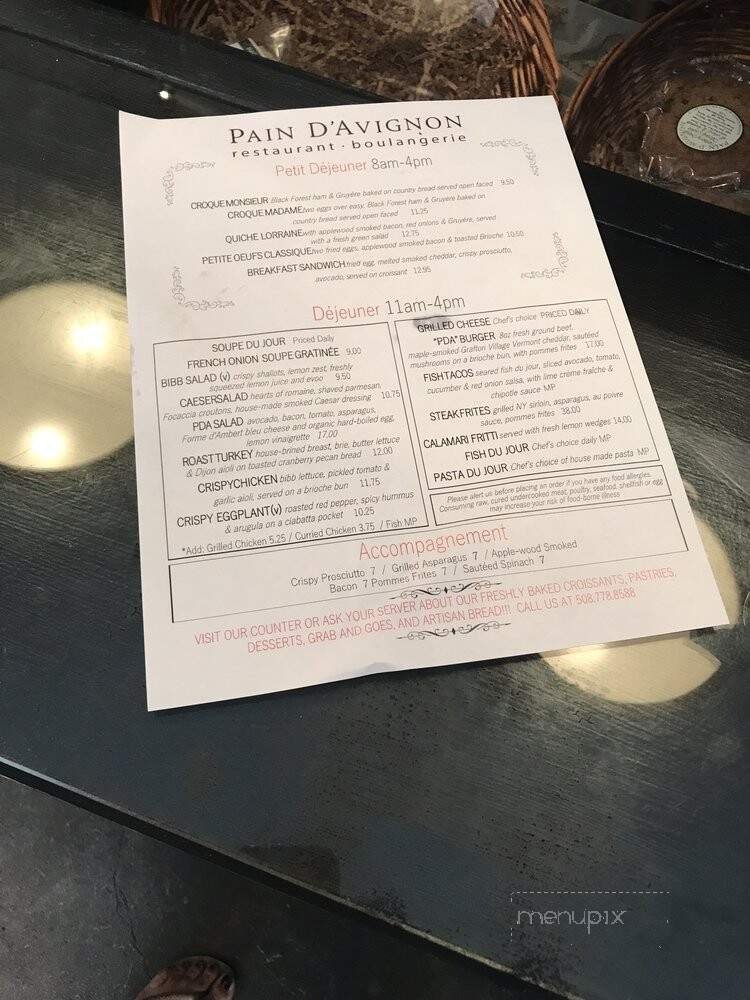 PAIN D'AVIGNON
restaurant · boulangerie
Petit Déjeuner 8am-4pm
CROQUE MONSIEUR Black Forest ham & Gruyère baked on country bread served open faced 9.50
CROQUE MADAME two eggs over easy, Black Forest ham & Gruyère baked on
country bread served open faced 11.25
QUICHE LORRAINE with applewood smoked bacon, red onions & Gruyère, served
with a fresh green salad 12.75
PETITE OEUFS CLASSIQUE two fried eggs, applewood smoked bacon & toasted Brioche 10.50
BREAKFAST SANDWICH fried egg, melted smoked cheddar, crispy prosciutto,
avocado, served on croissant 12.95
Déjeuner 11am-4pm
SOUPE DU JOUR Priced Daily
FRENCH ONION SOUPE GRATINÉE 9.00
BIBB SALAD (v) crispy shallots, lemon zest, freshly
squeezed lemon juice and evoo 9.50
CAESER SALAD hearts of romaine, shaved parmesan,
Focaccia croutons, house-made smoked Caesar dressing 10.75
PDA SALAD avocado, bacon, tomato, asparagus,
Forme d'Ambert bleu cheese and organic hard-boiled egg,
lemon vinaigrette 17.00
ROAST TURKEY house-brined breast, brie, butter lettuce
& Dijon aioli on toasted cranberry pecan bread 12.00
CRISPY CHICKEN bibb lettuce, pickled tomato &
garlic aioli, served on a brioche bun 11.75
CRISPY EGGPLANT (v) roasted red pepper, spicy hummus
& arugula on a ciabatta pocket 10.25
*Add: Grilled Chicken 5.25 / Curried Chicken 3.75 / Fish MP
GRILLED CHEESE Chef's choice PRICED DAILY
"PDA" BURGER 8oz fresh ground beef,
maple-smoked Grafton Village Vermont cheddar, sautéed
mushrooms on a brioche bun, with pommes frites 17.00
FISH TACOS seared fish du jour, sliced avocado, tomato,
cucumber & red onion salsa, with lime crème fraîche &
chipotle sauce MP
STEAK FRITES grilled NY sirloin, asparagus, au poivre
sauce, pommes frites 38.00
CALAMARI FRITTI served with fresh lemon wedges 14.00
FISH DU JOUR Chef's choice daily MP
PASTA DU JOUR Chef's choice of house made pasta MP
Please alert us before placing an order if you have any food allergies.
Consuming raw, cured undercooked meat, poultry, seafood, shellfish or egg
may increase your risk of food-borne illness
Accompagnement
Crispy Prosciutto 7 / Grilled Asparagus 7 / Apple-wood Smoked
Bacon 7 Pommes Frites 7 / Sautéed Spinach 7
VISIT OUR COUNTER OR ASK YOUR SERVER ABOUT OUR FRESHLY BAKED CROISSANTS, PASTRIES,
DESSERTS, GRAB AND GOES, AND ARTISAN BREAD!!! CALL US AT 508.778.8588
menupix